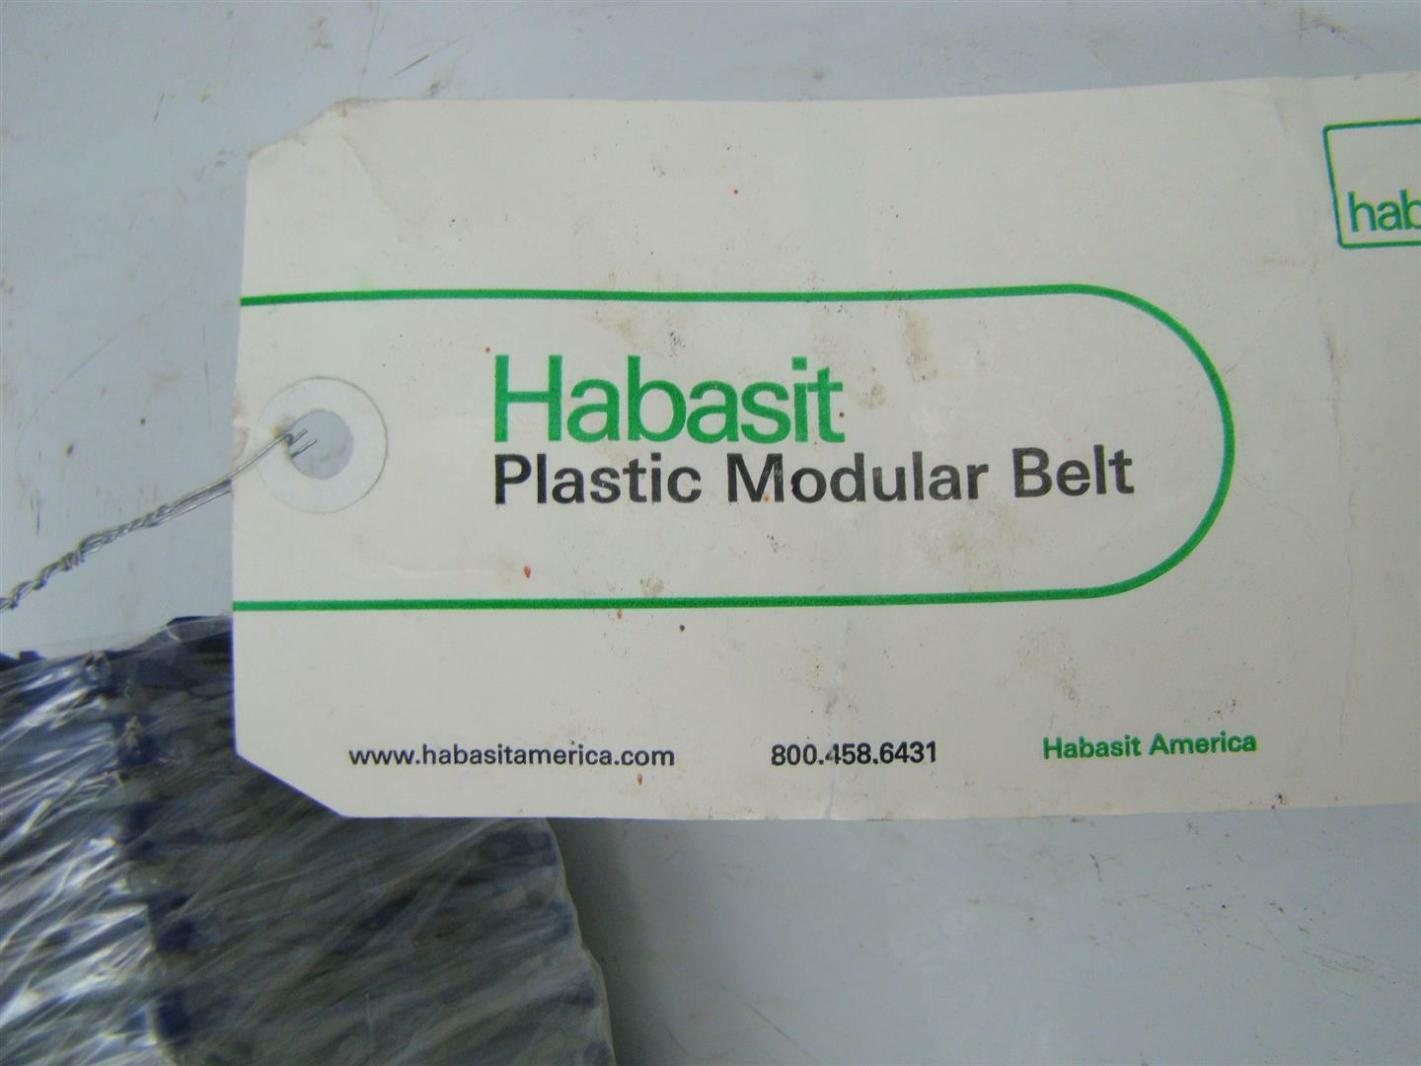 hab
Habasit
Plastic Modular Belt
www.habasitamerica.com 800.458.6431 Habasit America